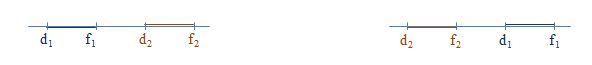 d₁ f₁ d₂ f₂ d₂ f₂ d₁ f₁